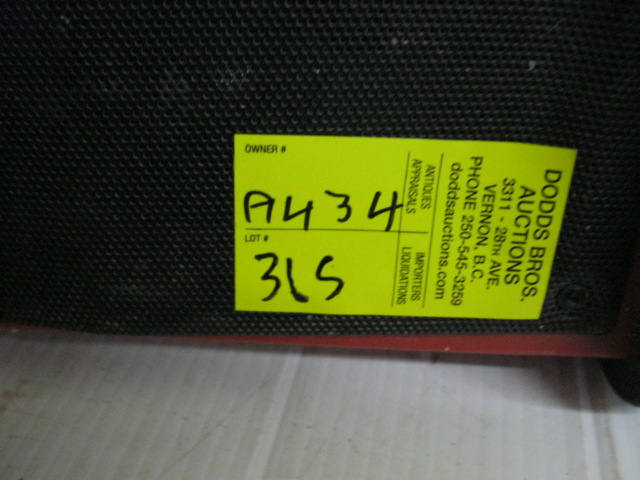 OWNER #
A434
LOT #
315
ANTIQUES
APPRAISALS
IMPORTERS
LIQUIDATIONS
DODDS BROS.
AUCTIONS
3311 - 28TH AVE.
VERNON, B.C.
PHONE 250-545-3259
doddsauctions.com